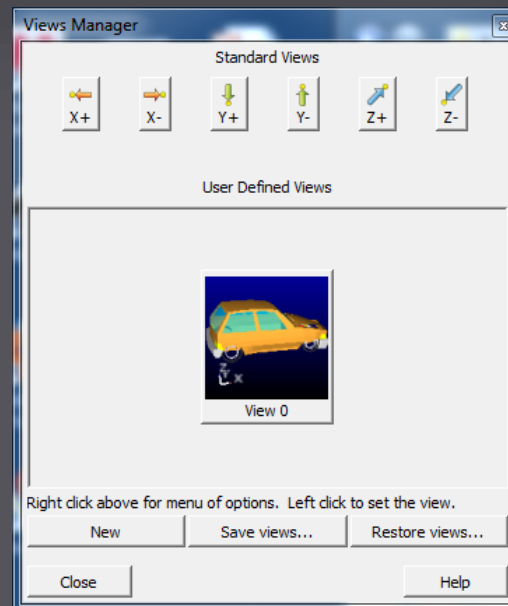 Views Manager
Standard Views
X+ X- Y+ Y- Z+ Z-
User Defined Views
Z
Y
X
View 0
Right click above for menu of options. Left click to set the view.
New Save views... Restore views...
Close Help